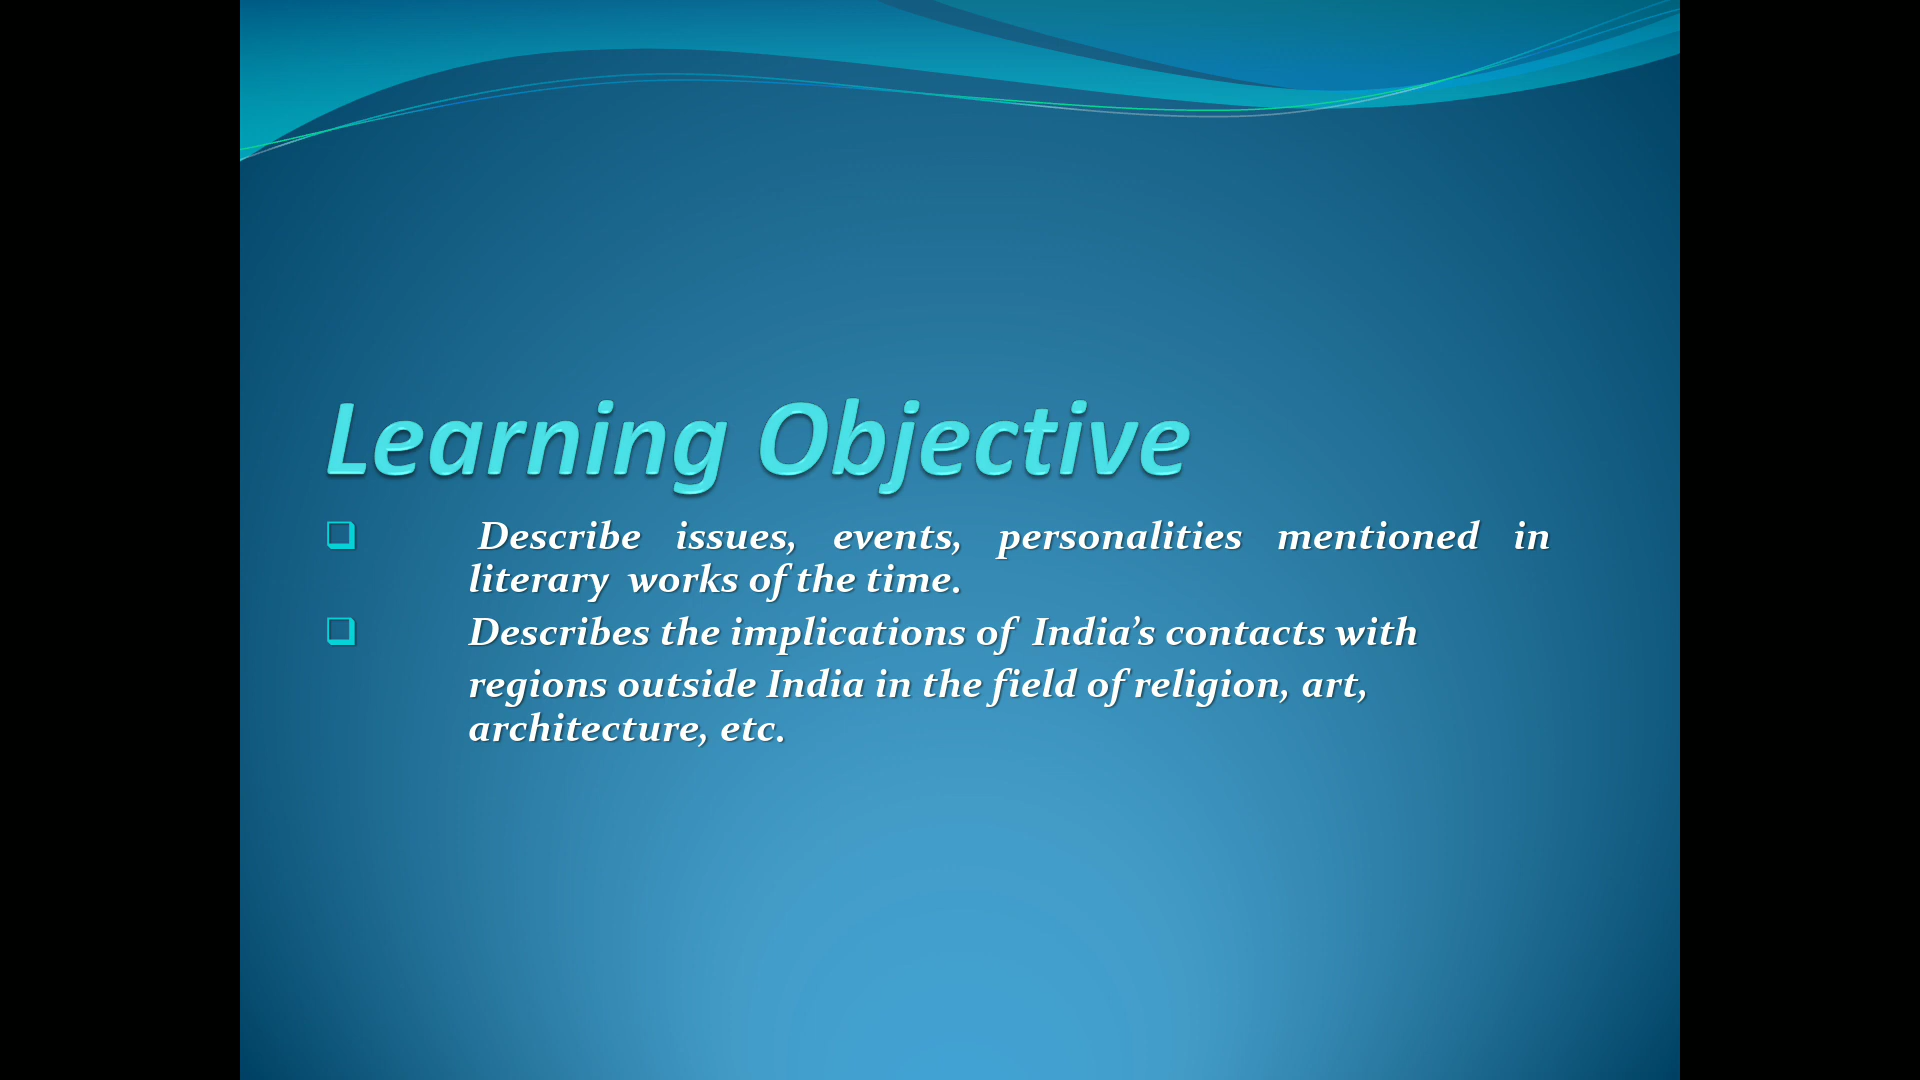 Learning Objective
❑ Describe issues, events, personalities mentioned in
literary works of the time.
❑ Describes the implications of India’s contacts with
regions outside India in the field of religion, art,
architecture, etc.